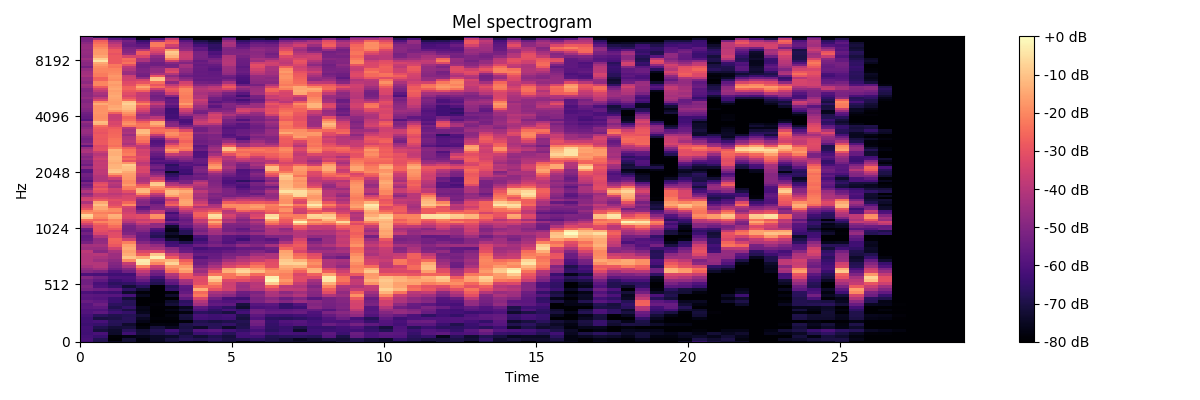 Mel spectrogram
+0 dB
8192
-10 dB
4096
-20 dB
-30 dB
2048
-40 dB
Hz
1024
-50 dB
-60 dB
512
-70 dB
0
-80 dB
0 5 10 15 20 25
Time